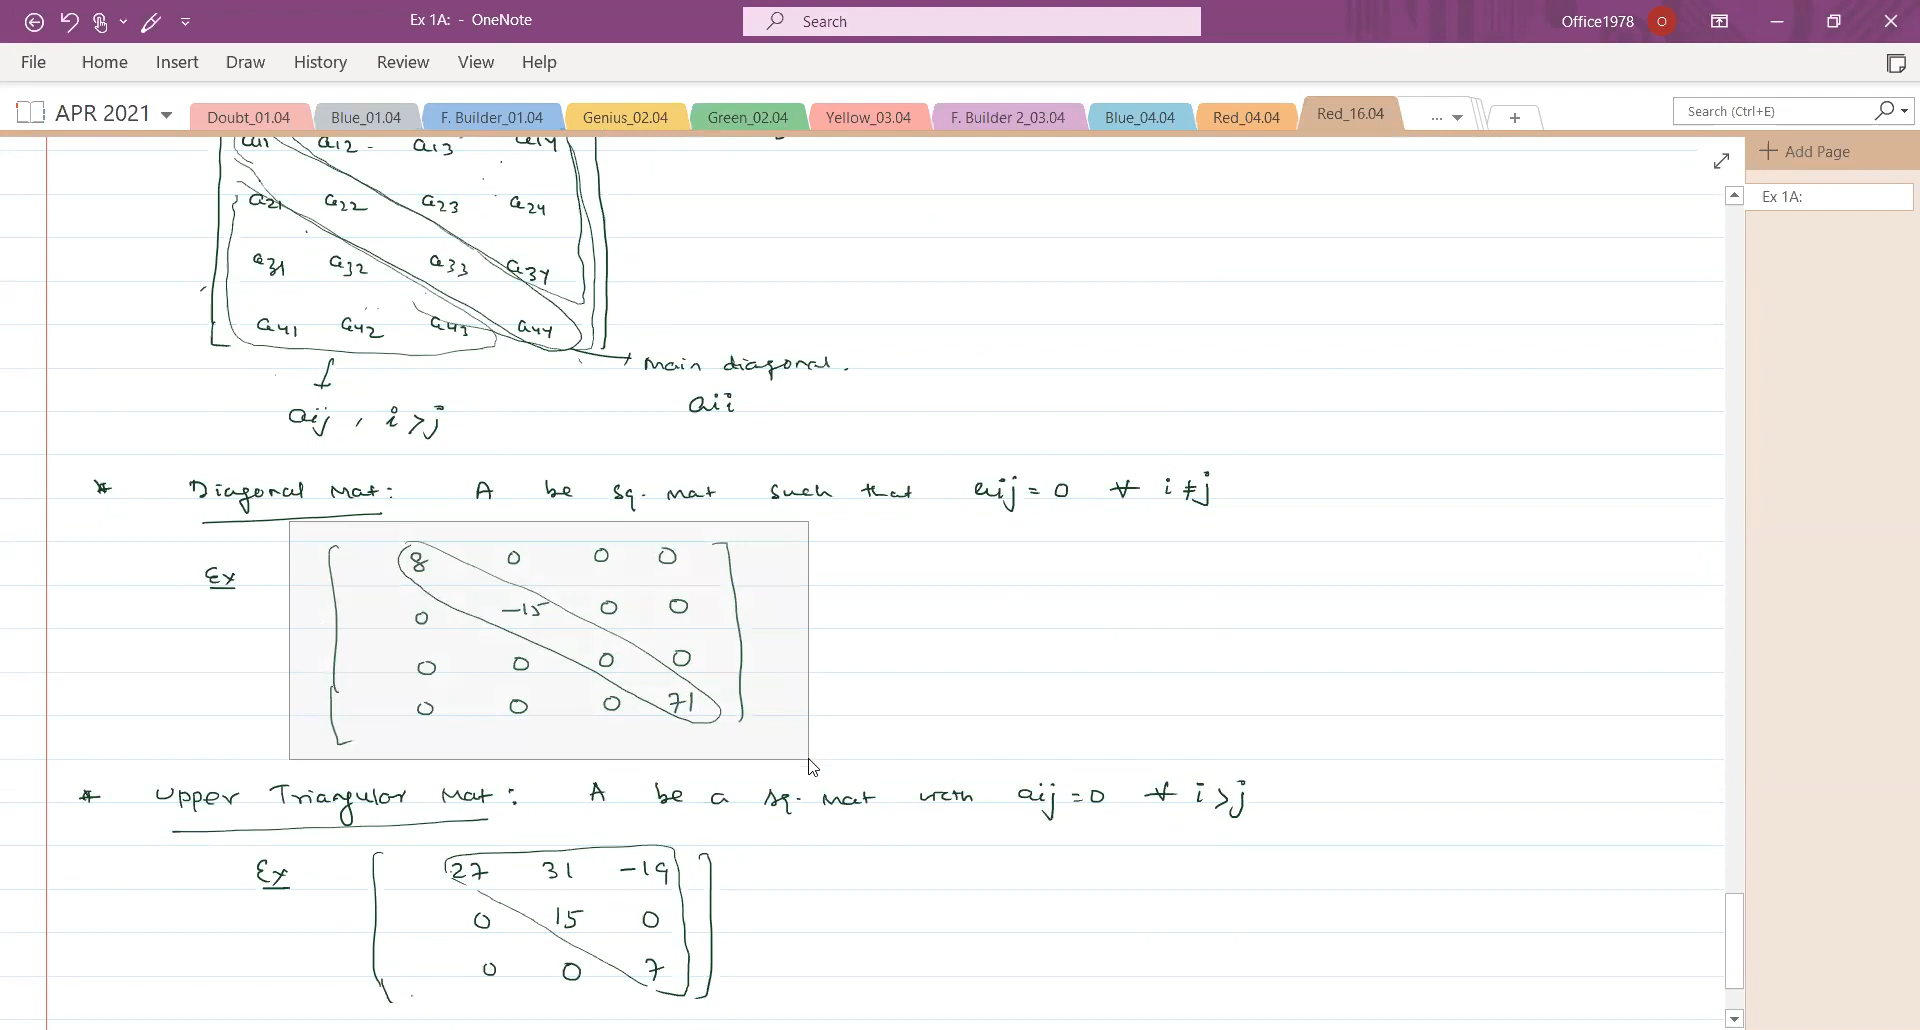 Ex 1A: - OneNote
Search
Office1978
O
File Home Insert Draw History Review View Help
APR 2021
Doubt_01.04 Blue_01.04 F. Builder_01.04 Genius_02.04 Green_02.04 Yellow_03.04 F. Builder 2_03.04 Blue_04.04 Red_04.04 Red_16.04 ... +
Search (Ctrl+E)
Add Page
Ex 1A:
a11 a12 a13 a14
a21 a22 a23 a24
a31 a32 a33 a34
a41 a42 a43 a44
main diagonal.
aii
aij , i > j
* Diagonal Mat: A be sq. mat such that aij = 0 ∀ i ≠ j
Ex
8 0 0 0
0 -15 0 0
0 0 0 0
0 0 0 71
* Upper Triangular Mat: A be a sq. mat with aij = 0 ∀ i > j
Ex
27 31 -19
0 15 0
0 0 7